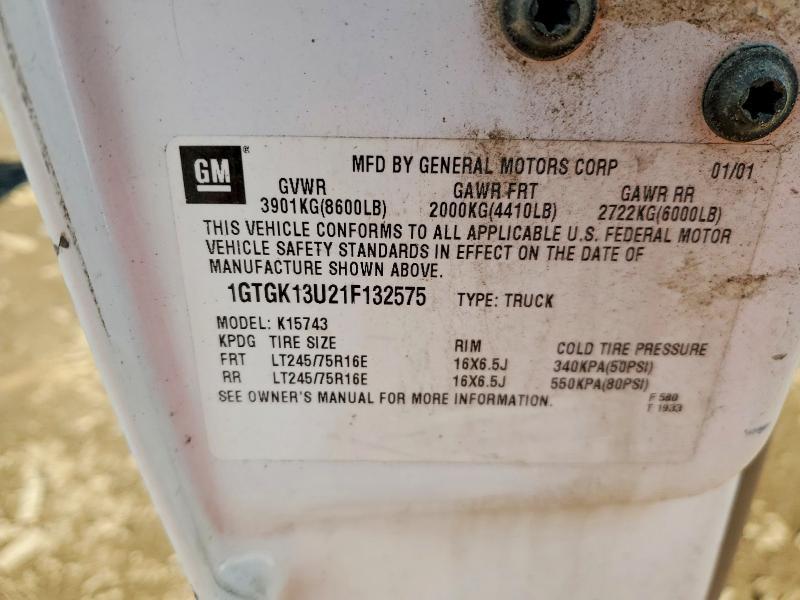 GM ® MFD BY GENERAL MOTORS CORP 01/01
GVWR GAWR FRT GAWR RR
3901KG(8600LB) 2000KG(4410LB) 2722KG(6000LB)
THIS VEHICLE CONFORMS TO ALL APPLICABLE U.S. FEDERAL MOTOR
VEHICLE SAFETY STANDARDS IN EFFECT ON THE DATE OF
MANUFACTURE SHOWN ABOVE.
1GTGK13U21F132575 TYPE: TRUCK
MODEL: K15743
KPDG TIRE SIZE RIM COLD TIRE PRESSURE
FRT LT245/75R16E 16X6.5J 340KPA(50PSI)
RR LT245/75R16E 16X6.5J 550KPA(80PSI)
SEE OWNER'S MANUAL FOR MORE INFORMATION. F 580
T 1933